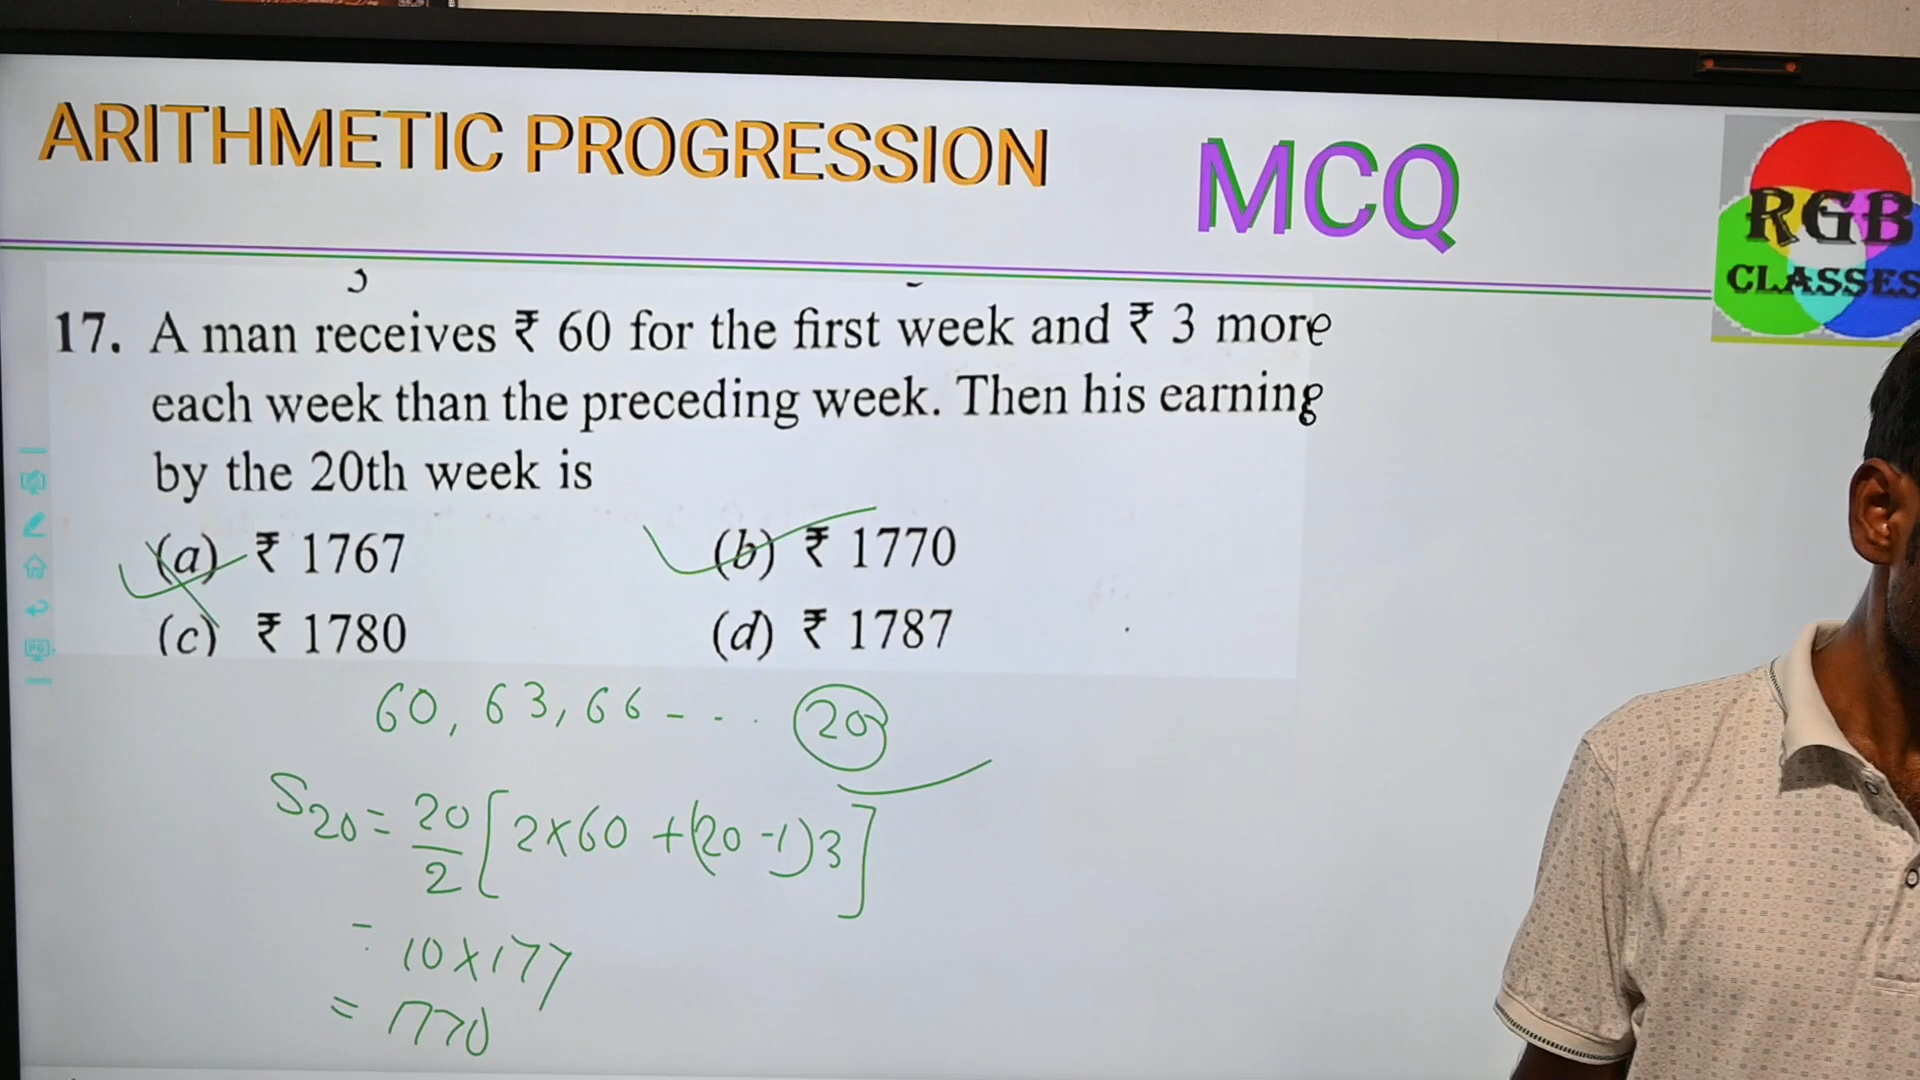 ARITHMETIC PROGRESSION MCQ
RGB
CLASSES
17. A man receives ₹ 60 for the first week and ₹ 3 more
each week than the preceding week. Then his earning
by the 20th week is
(a) ₹ 1767 (b) ₹ 1770
(c) ₹ 1780 (d) ₹ 1787
60, 63, 66 - - . 20
S20 = 20/2 [2×60 + (20-1)3]
= 10×177
= 1770